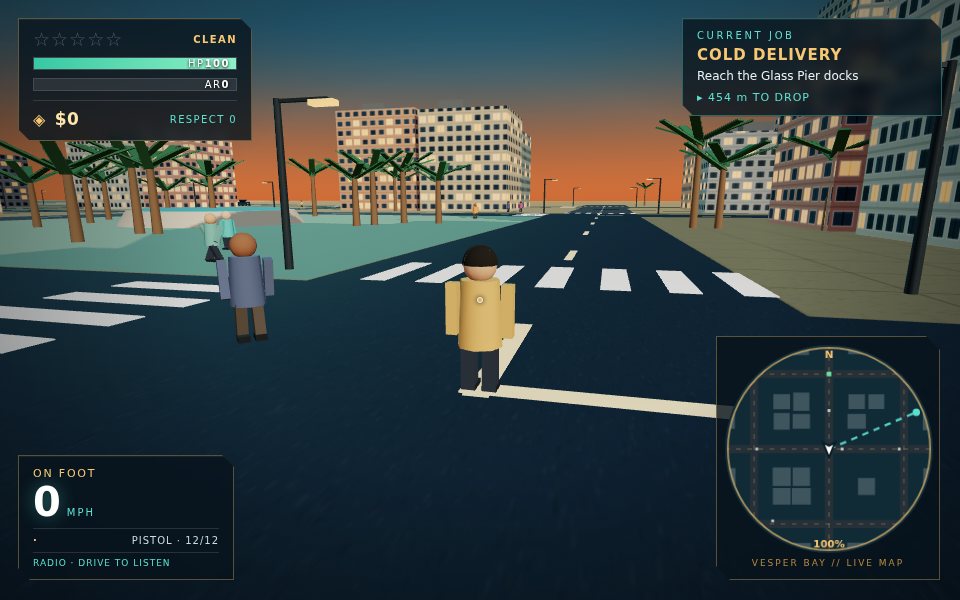 ☆☆☆☆☆ CLEAN
HP100
AR0
$0 RESPECT 0
CURRENT JOB
COLD DELIVERY
Reach the Glass Pier docks
▸ 454 m TO DROP
ON FOOT
0 MPH
PISTOL · 12/12
RADIO · DRIVE TO LISTEN
N
100%
VESPER BAY // LIVE MAP